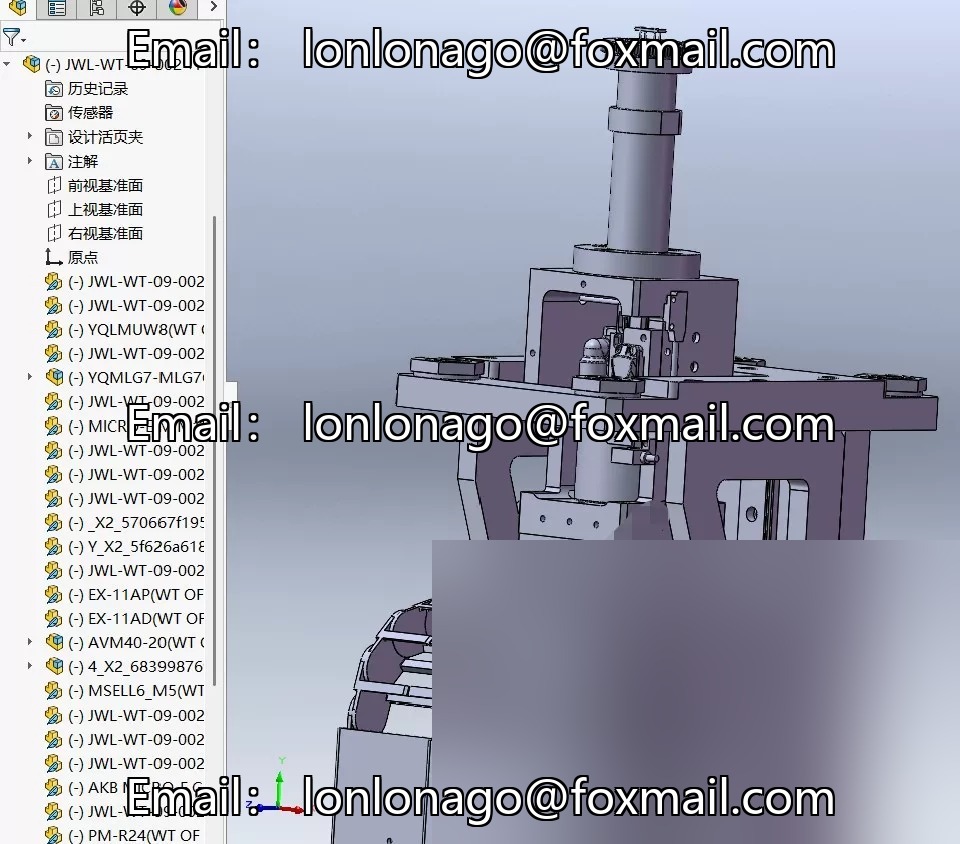 Email: lonlonago@foxmail.com
(-) JWL-WT-09-002
历史记录
传感器
设计活页夹
注解
前视基准面
上视基准面
右视基准面
原点
(-) JWL-WT-09-002
(-) JWL-WT-09-002
(-) YQLMUW8(WT
(-) JWL-WT-09-002
(-) YQMLG7-MLG7
(-) JWL-WT-09-002
Email: lonlonago@foxmail.com
(-)
(-) JWL-WT-09-002
(-) JWL-WT-09-002
(-) JWL-WT-09-002
(-) _X2_570667f195
(-) Y_X2_5f626a618
(-) JWL-WT-09-002
(-) EX-11AP(WT OF
(-) EX-11AD(WT OF
(-) AVM40-20(WT
(-) 4_X2_68399876
(-) MSELL6_M5(WT
(-) JWL-WT-09-002
(-) JWL-WT-09-002
(-) JWL-WT-09-002
(-) AKB
Email: lonlonago@foxmail.com
(-) JWL-WT-09-002
(-) PM-R24(WT OF
Y
Z